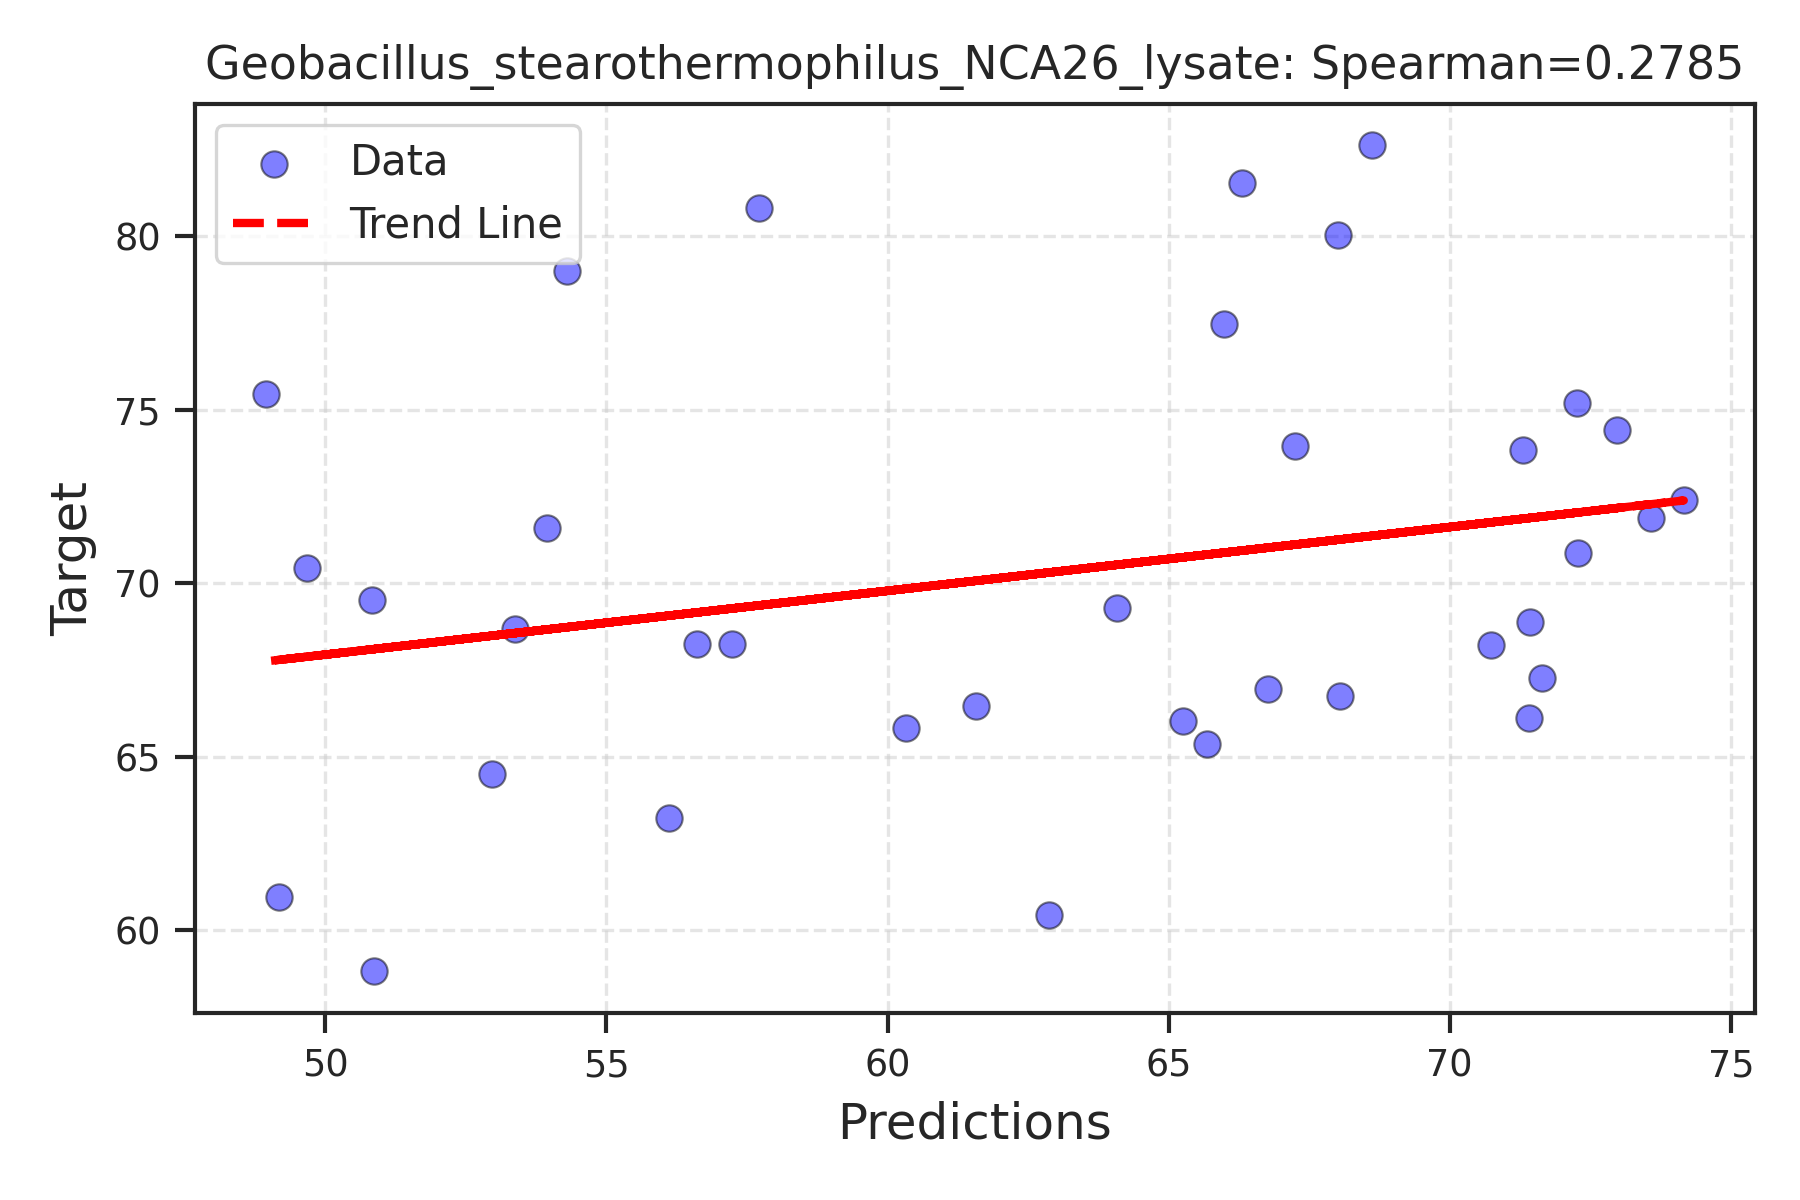 Geobacillus_stearothermophilus_NCA26_lysate: Spearman=0.2785
Data
Trend Line
Target
80
75
70
65
60
50
55
60
65
70
75
Predictions